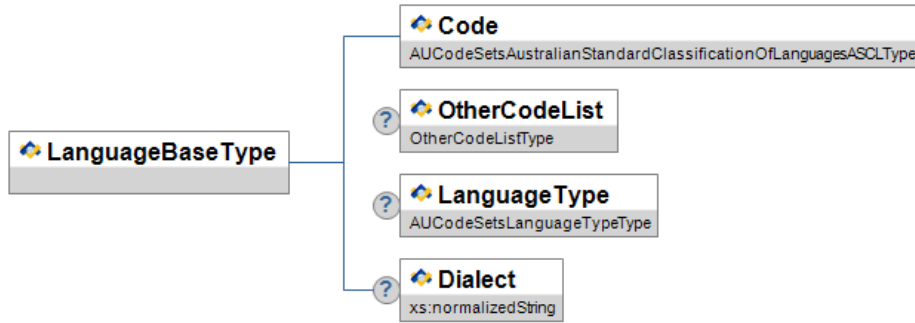 Code
AUCodeSetsAustralianStandardClassificationOfLanguagesASCLType
?
OtherCodeList
OtherCodeListType
LanguageBaseType
?
LanguageType
AUCodeSetsLanguageTypeType
?
Dialect
xs:normalizedString